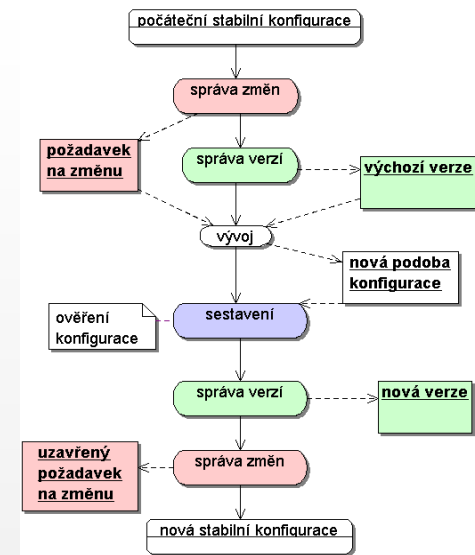 počáteční stabilní konfigurace
správa změn
požadavek
na změnu
správa verzí
výchozí verze
vývoj
nová podoba
konfigurace
ověření
konfigurace
sestavení
správa verzí
nová verze
uzavřený
požadavek
na změnu
správa změn
nová stabilní konfigurace